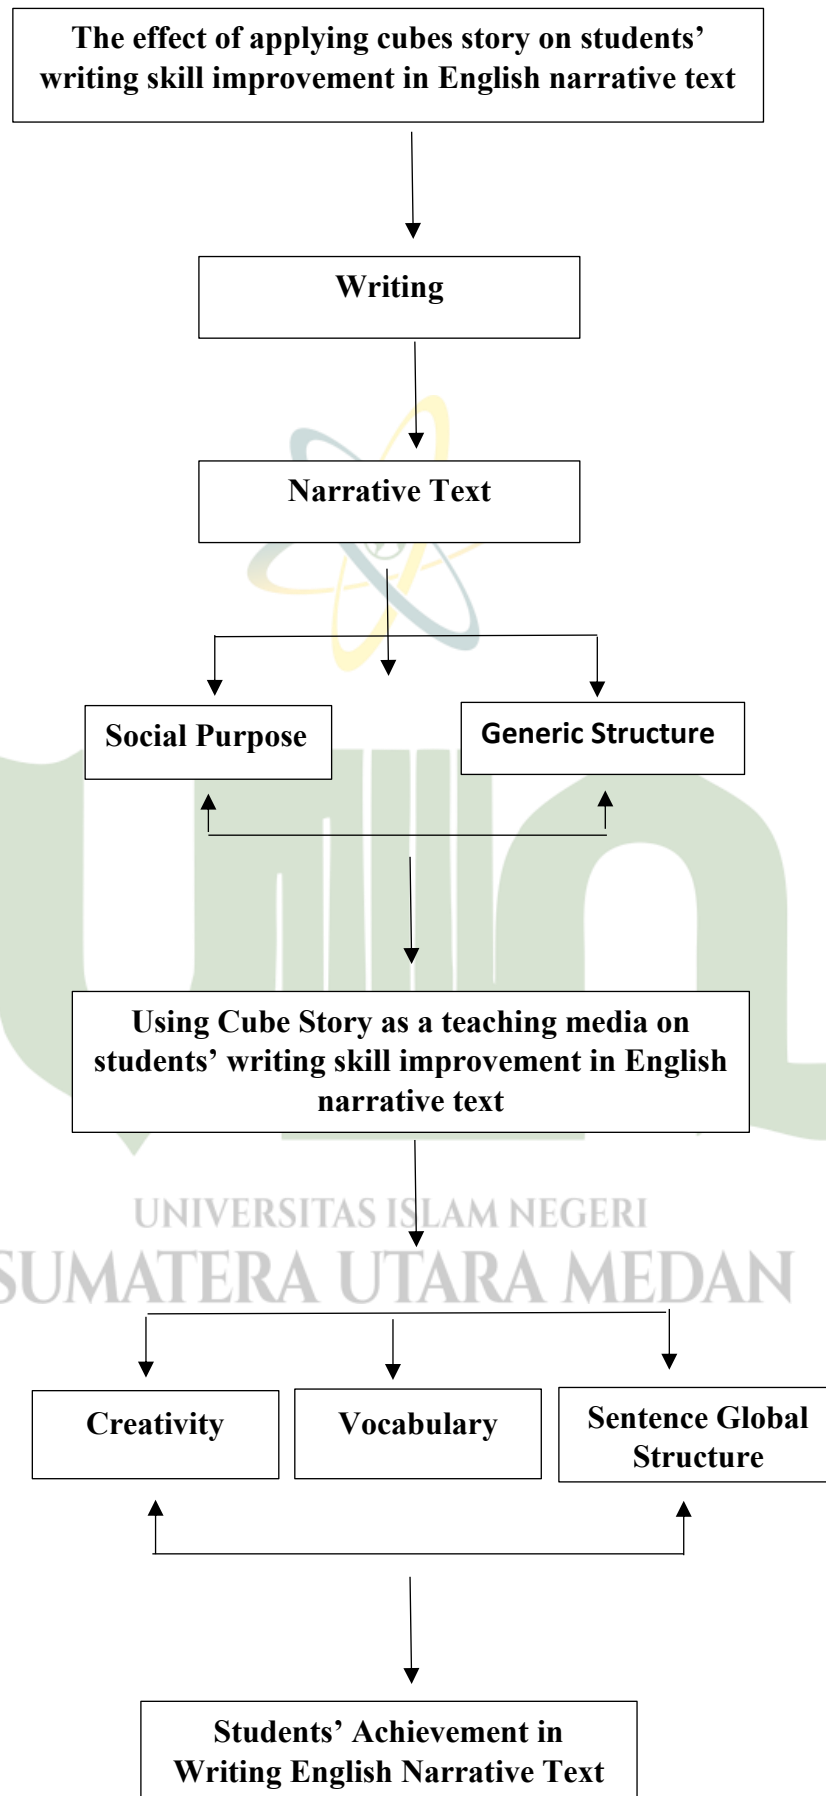 The effect of applying cubes story on students’
writing skill improvement in English narrative text
Writing
Narrative Text
Social Purpose
Generic Structure
Using Cube Story as a teaching media on
students’ writing skill improvement in English
narrative text
UNIVERSITAS ISLAM NEGERI
SUMATERA UTARA MEDAN
Creativity
Vocabulary
Sentence Global
Structure
Students’ Achievement in
Writing English Narrative Text